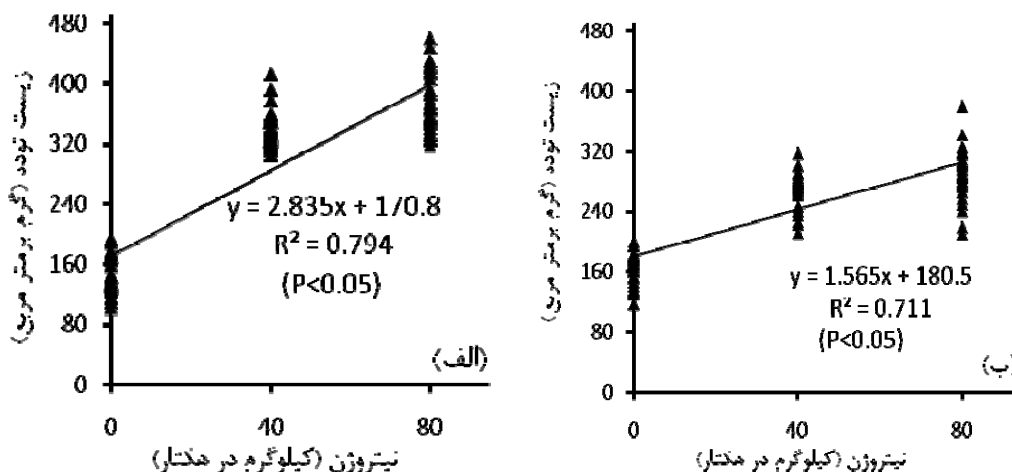 زیست توده (گرم بر متر مربع)
480
400
320
240
160
80
0
y = 2.835x + 1/0.8
R² = 0.794
(P<0.05)
(الف)
0 40 80
نیتروژن (کیلوگرم در هکتار)
زیست توده (گرم بر متر مربع)
480
400
320
240
160
80
0
y = 1.565x + 180.5
R² = 0.711
(P<0.05)
(ب)
0 40 80
نیتروژن (کیلوگرم در هکتار)